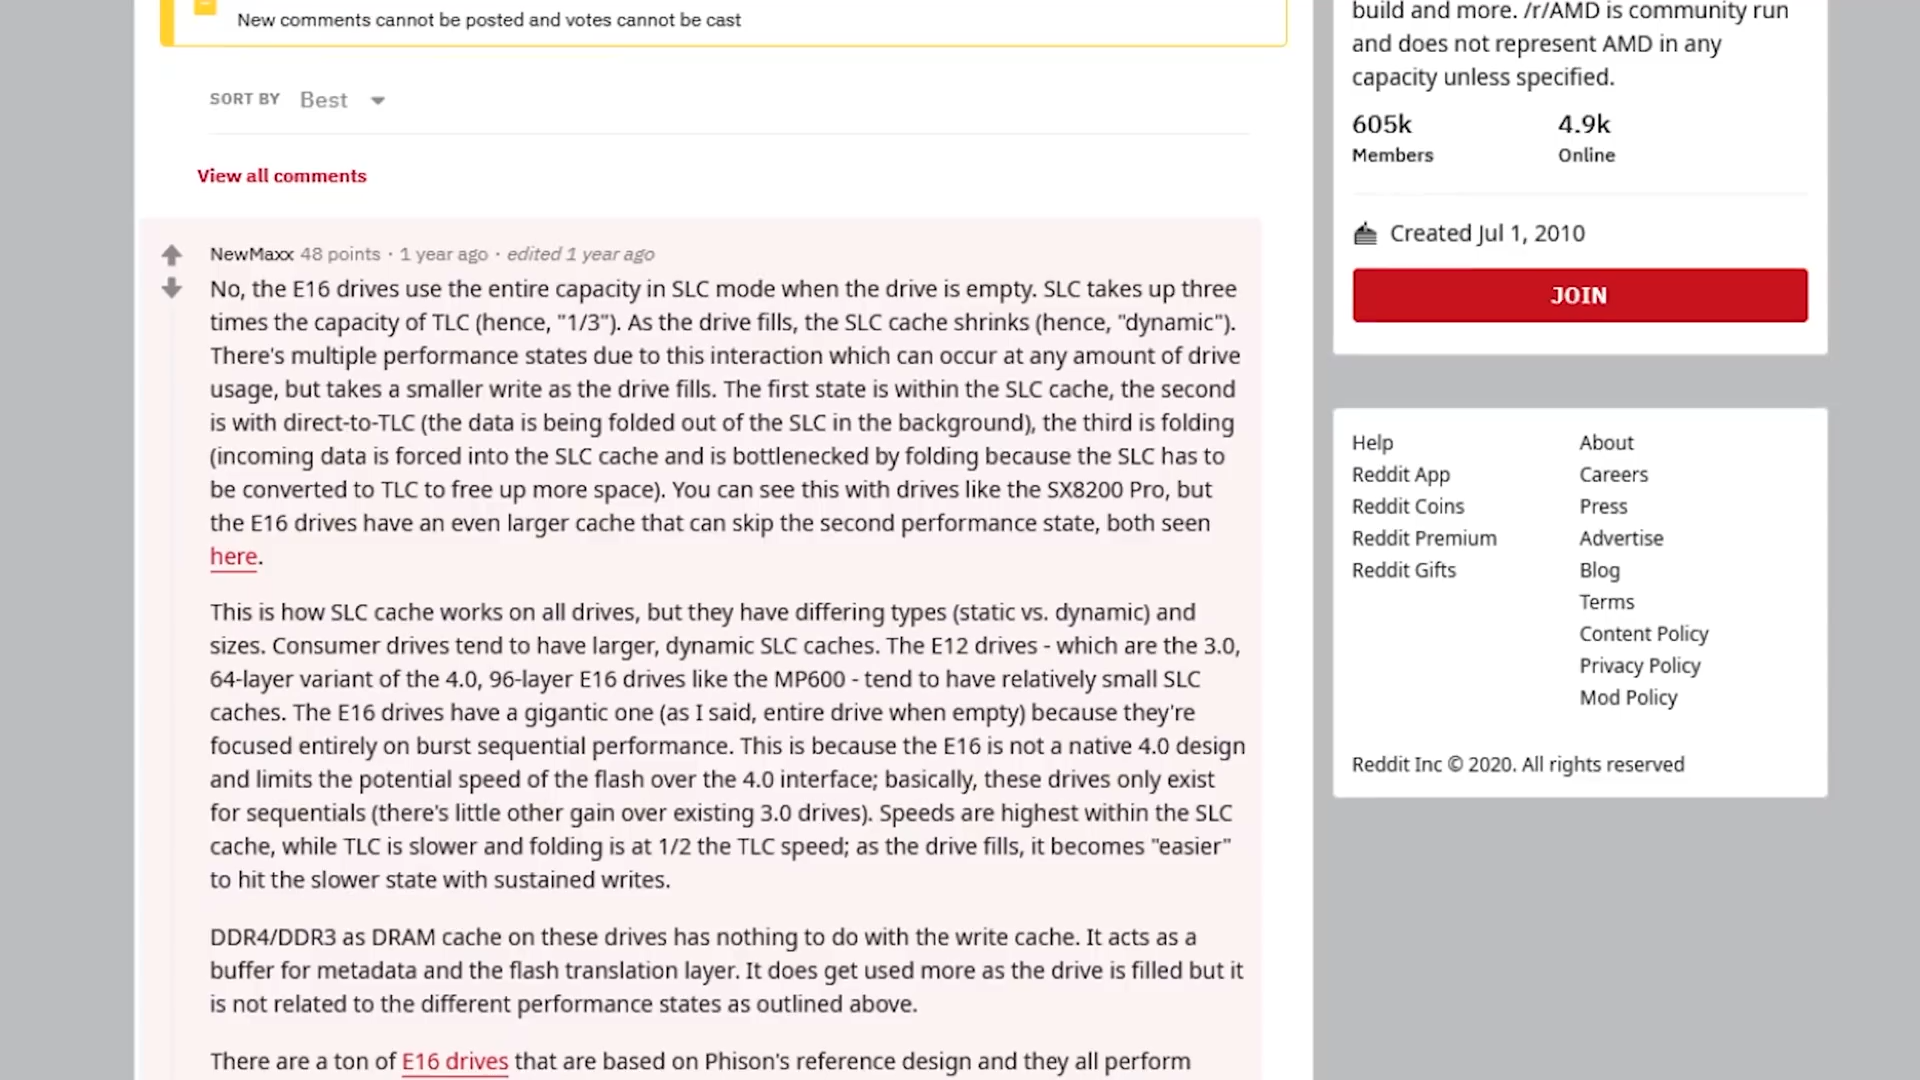 New comments cannot be posted and votes cannot be cast
SORT BY Best
View all comments
NewMaxx 48 points · 1 year ago · edited 1 year ago
No, the E16 drives use the entire capacity in SLC mode when the drive is empty. SLC takes up three
times the capacity of TLC (hence, "1/3"). As the drive fills, the SLC cache shrinks (hence, "dynamic").
There's multiple performance states due to this interaction which can occur at any amount of drive
usage, but takes a smaller write as the drive fills. The first state is within the SLC cache, the second
is with direct-to-TLC (the data is being folded out of the SLC in the background), the third is folding
(incoming data is forced into the SLC cache and is bottlenecked by folding because the SLC has to
be converted to TLC to free up more space). You can see this with drives like the SX8200 Pro, but
the E16 drives have an even larger cache that can skip the second performance state, both seen
here.
This is how SLC cache works on all drives, but they have differing types (static vs. dynamic) and
sizes. Consumer drives tend to have larger, dynamic SLC caches. The E12 drives - which are the 3.0,
64-layer variant of the 4.0, 96-layer E16 drives like the MP600 - tend to have relatively small SLC
caches. The E16 drives have a gigantic one (as I said, entire drive when empty) because they're
focused entirely on burst sequential performance. This is because the E16 is not a native 4.0 design
and limits the potential speed of the flash over the 4.0 interface; basically, these drives only exist
for sequentials (there's little other gain over existing 3.0 drives). Speeds are highest within the SLC
cache, while TLC is slower and folding is at 1/2 the TLC speed; as the drive fills, it becomes "easier"
to hit the slower state with sustained writes.
DDR4/DDR3 as DRAM cache on these drives has nothing to do with the write cache. It acts as a
buffer for metadata and the flash translation layer. It does get used more as the drive is filled but it
is not related to the different performance states as outlined above.
There are a ton of E16 drives that are based on Phison's reference design and they all perform
build and more. /r/AMD is community run
and does not represent AMD in any
capacity unless specified.
605k 4.9k
Members Online
Created Jul 1, 2010
JOIN
Help About
Reddit App Careers
Reddit Coins Press
Reddit Premium Advertise
Reddit Gifts Blog
Terms
Content Policy
Privacy Policy
Mod Policy
Reddit Inc © 2020. All rights reserved